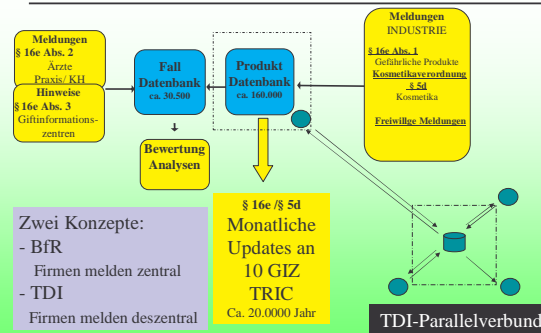 Meldungen
§ 16e Abs. 2
Ärzte
Praxis/ KH
Hinweise
§ 16e Abs. 3
Giftinformations-
zentren
Fall
Datenbank
ca. 30.500
Bewertung
Analysen
Produkt
Datenbank
ca. 160.000
Meldungen
INDUSTRIE
§ 16e Abs. 1
Gefährliche Produkte
Kosmetikaverordnung
§ 5d
Kosmetika
Freiwillge Meldungen
Zwei Konzepte:
- BfR
Firmen melden zentral
- TDI
Firmen melden deszentral
§ 16e /§ 5d
Monatliche
Updates an
10 GIZ
TRIC
Ca. 20.0000 Jahr
TDI-Parallelverbund